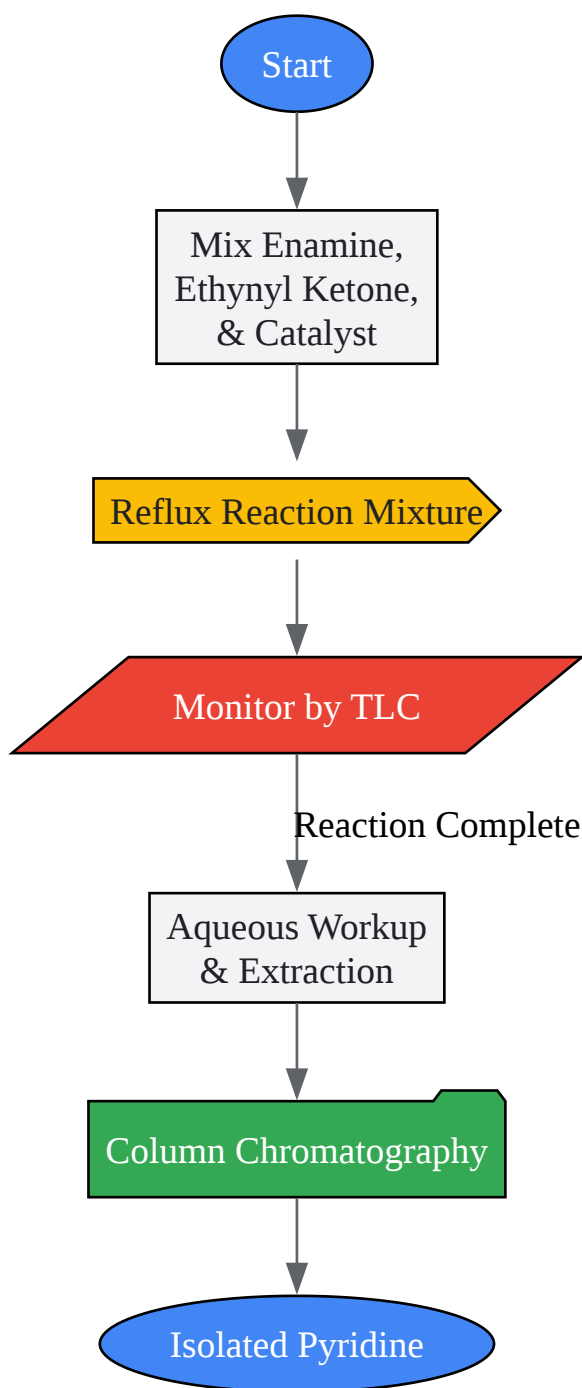 Start
Mix Enamine,
Ethynyl Ketone,
& Catalyst
Reflux Reaction Mixture
Monitor by TLC
Reaction Complete
Aqueous Workup
& Extraction
Column Chromatography
Isolated Pyridine